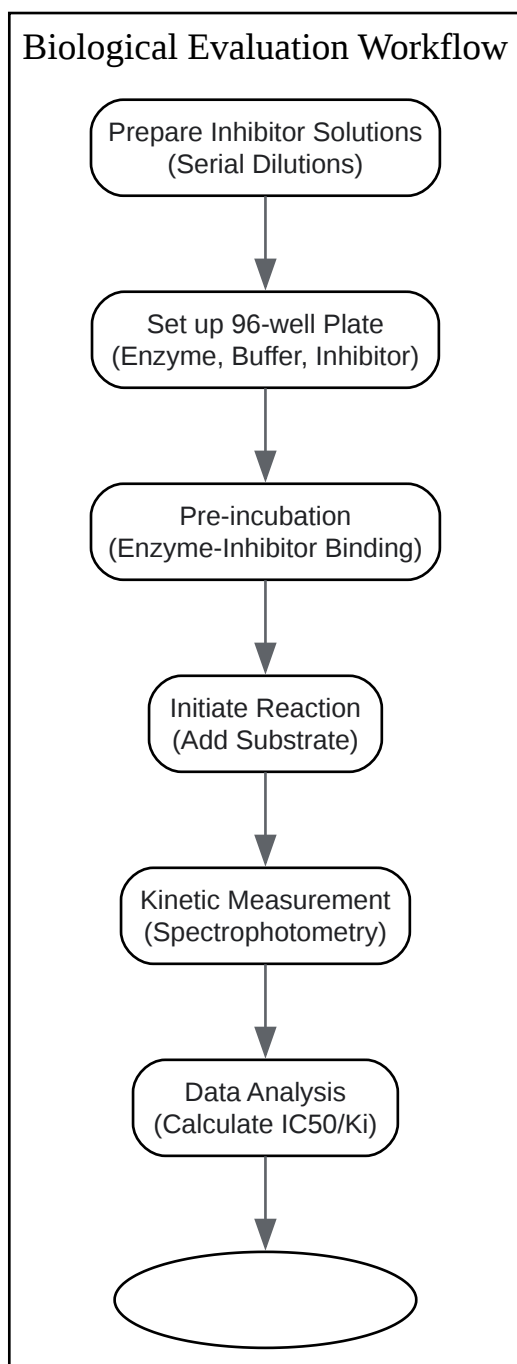 Biological Evaluation Workflow
Prepare Inhibitor Solutions
(Serial Dilutions)
Set up 96-well Plate
(Enzyme, Buffer, Inhibitor)
Pre-incubation
(Enzyme-Inhibitor Binding)
Initiate Reaction
(Add Substrate)
Kinetic Measurement
(Spectrophotometry)
Data Analysis
(Calculate IC50/Ki)